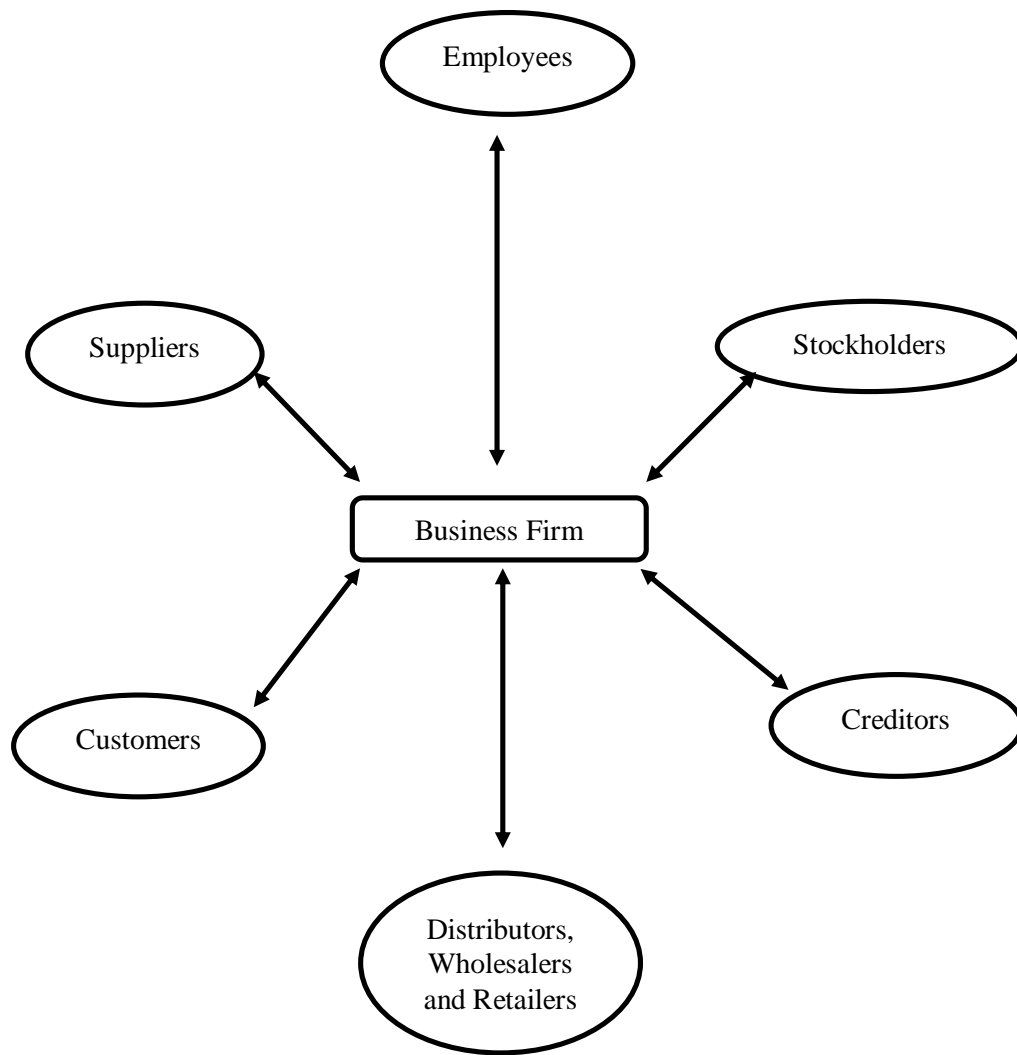 Employees
Suppliers
Stockholders
Business Firm
Customers
Creditors
Distributors,
Wholesalers
and Retailers